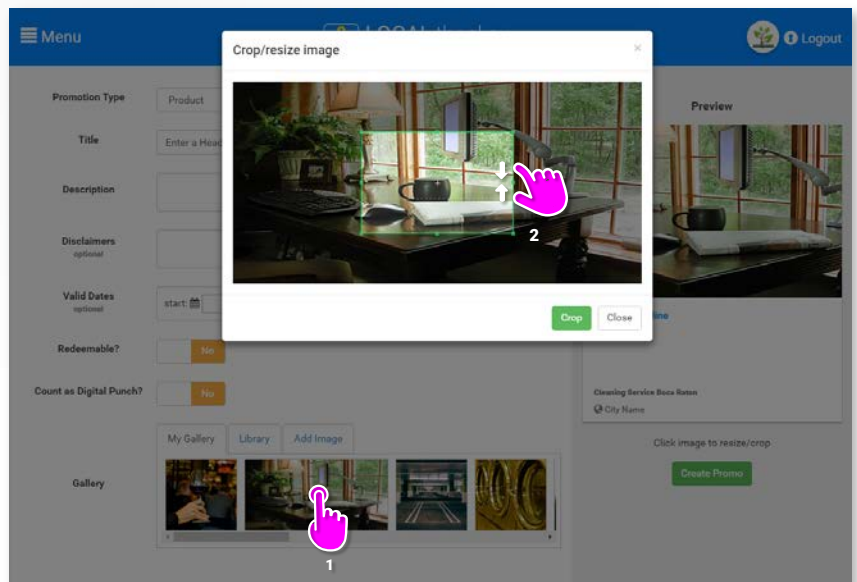 Menu
Logout
Crop/resize image
×
Promotion Type
Product
Preview
Title
Enter a Head
Description
2
Disclaimers
optional
Valid Dates
optional
start:
Crop
Close
line
Redeemable?
No
Count as Digital Punch?
No
Cleaning Service Boca Raton
City Name
My Gallery
Library
Add Image
Click image to resize/crop
Gallery
Create Promo
1